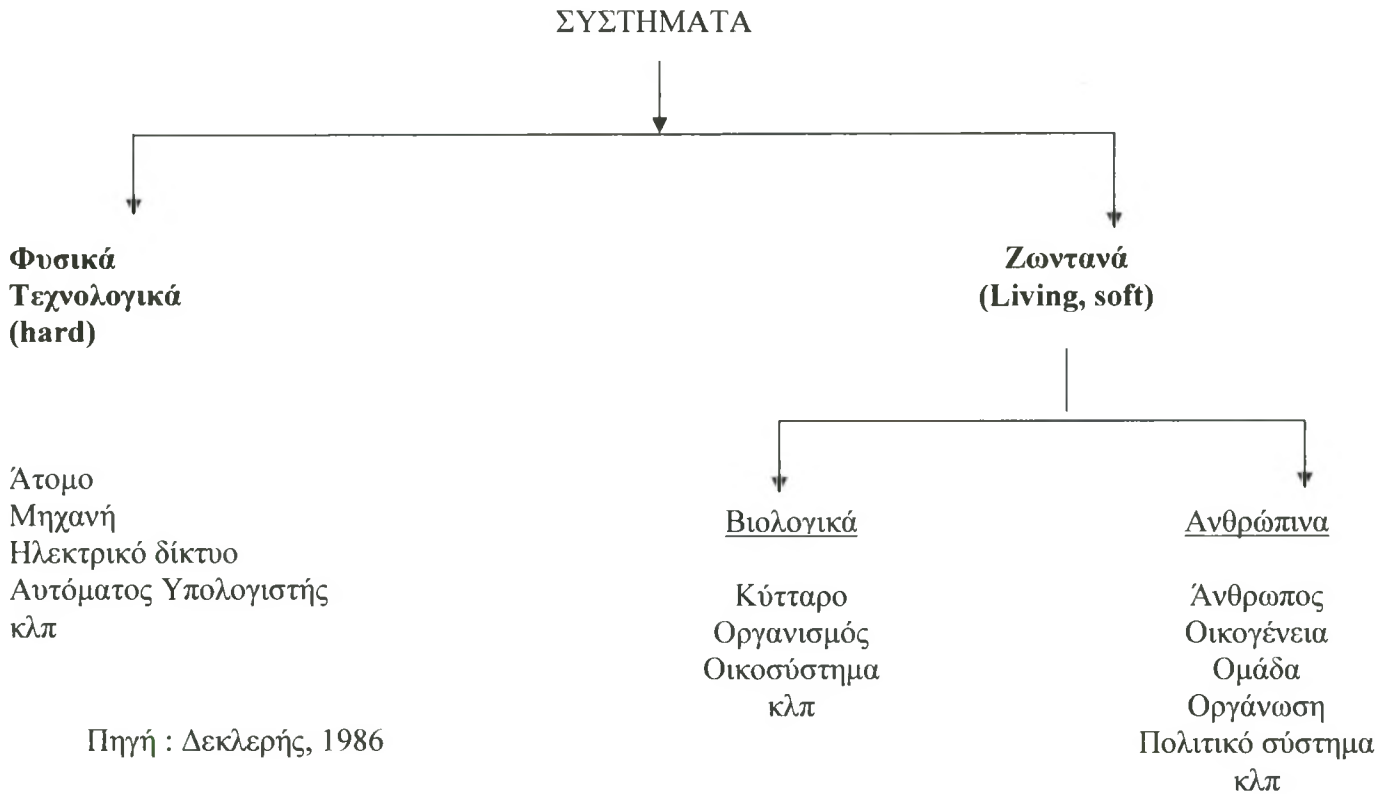 ΣΥΣΤΗΜΑΤΑ
Φυσικά
Τεχνολογικά
(hard)
Ζωντανά
(Living, soft)
Άτομο
Μηχανή
Ηλεκτρικό δίκτυο
Αυτόματος Υπολογιστής
κλπ
Βιολογικά
Κύτταρο
Οργανισμός
Οικοσύστημα
κλπ
Ανθρώπινα
Άνθρωπος
Οικογένεια
Ομάδα
Οργάνωση
Πολιτικό σύστημα
κλπ
Πηγή : Δεκλερής, 1986